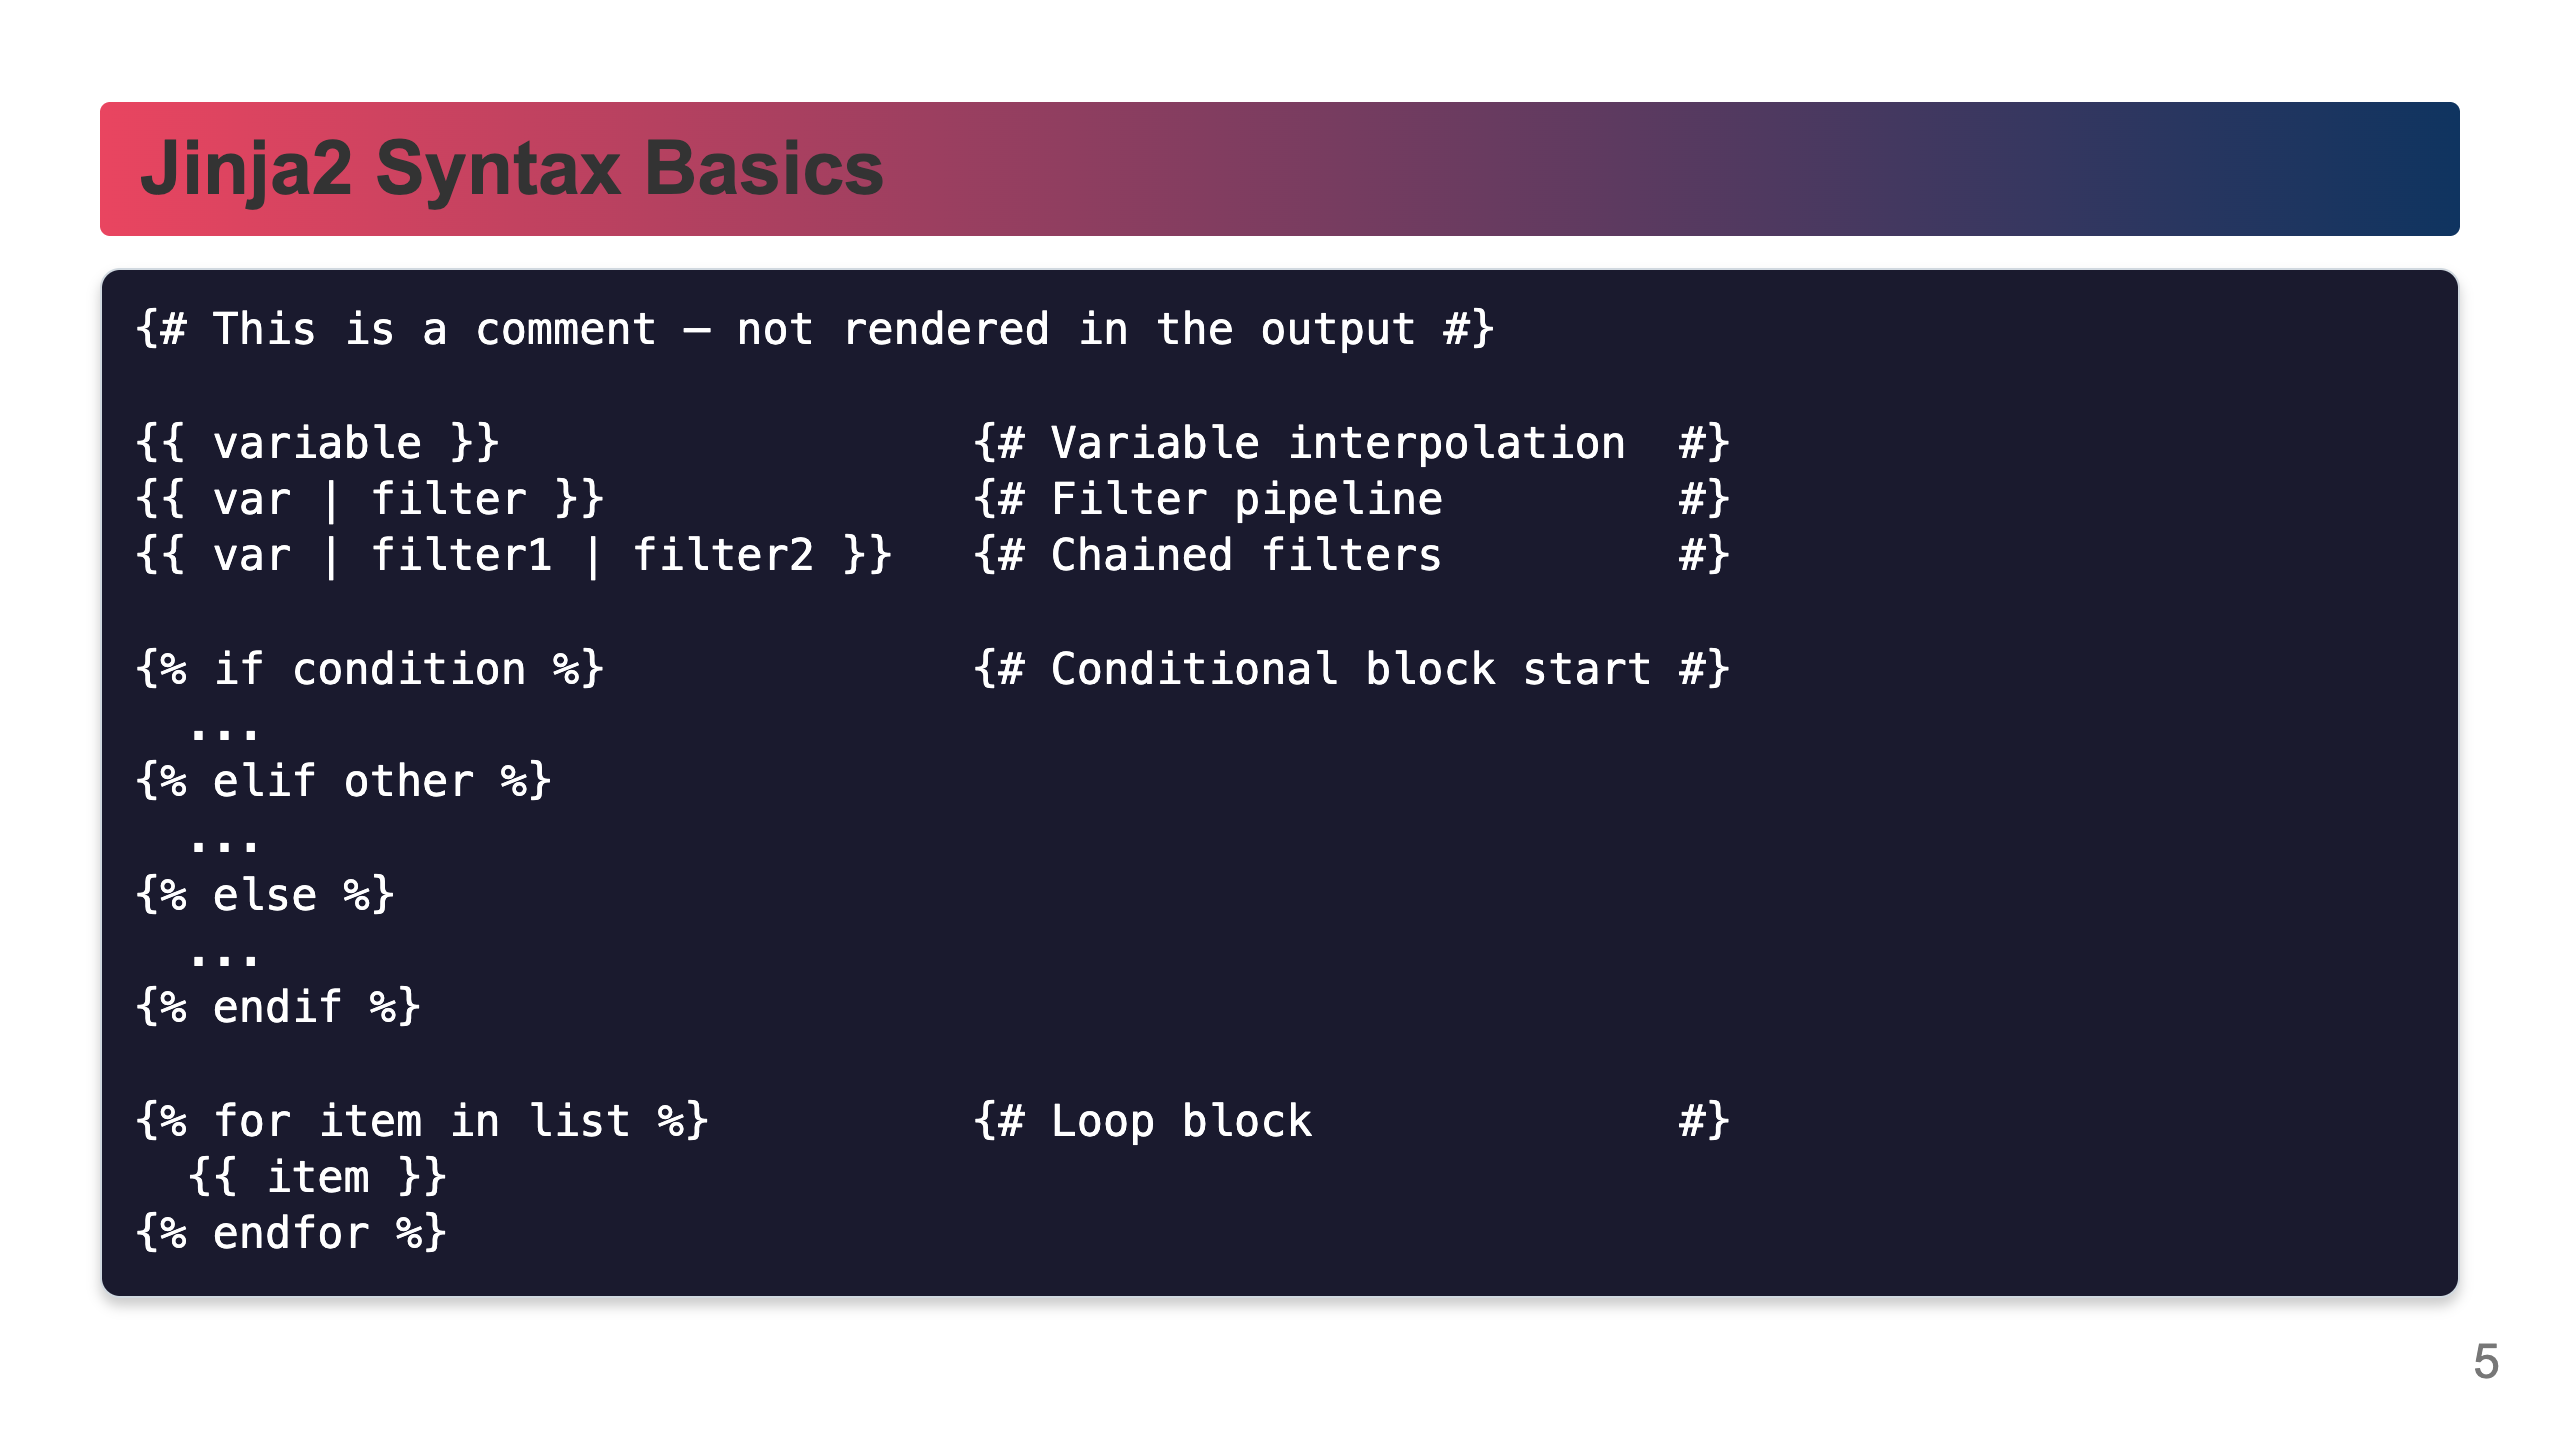 Jinja2 Syntax Basics
{# This is a comment — not rendered in the output #}
{{ variable }}                  {# Variable interpolation  #}
{{ var | filter }}              {# Filter pipeline         #}
{{ var | filter1 | filter2 }}   {# Chained filters         #}
{% if condition %}              {# Conditional block start #}
  ...
{% elif other %}
  ...
{% else %}
  ...
{% endif %}
{% for item in list %}          {# Loop block              #}
  {{ item }}
{% endfor %}
5